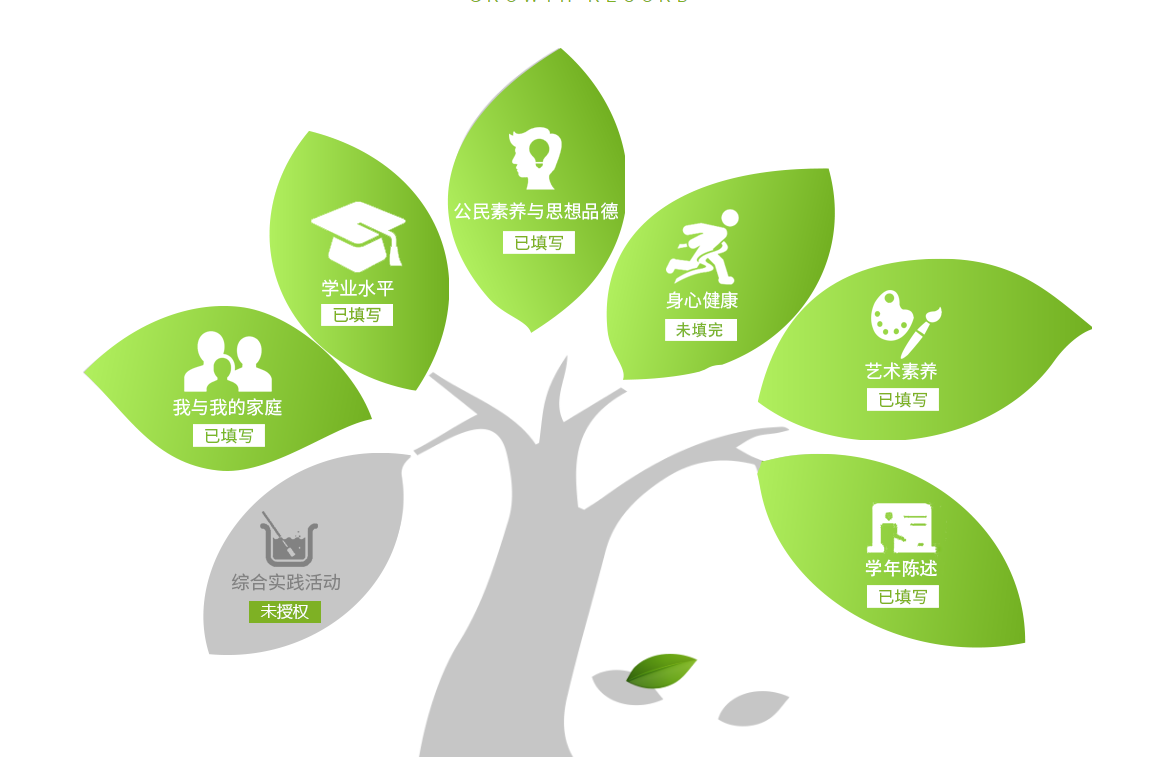 GROWTH RECORD
公民素养与思想品德
已填写
学业水平
已填写
身心健康
未填完
艺术素养
已填写
我与我的家庭
已填写
综合实践活动
未授权
学年陈述
已填写